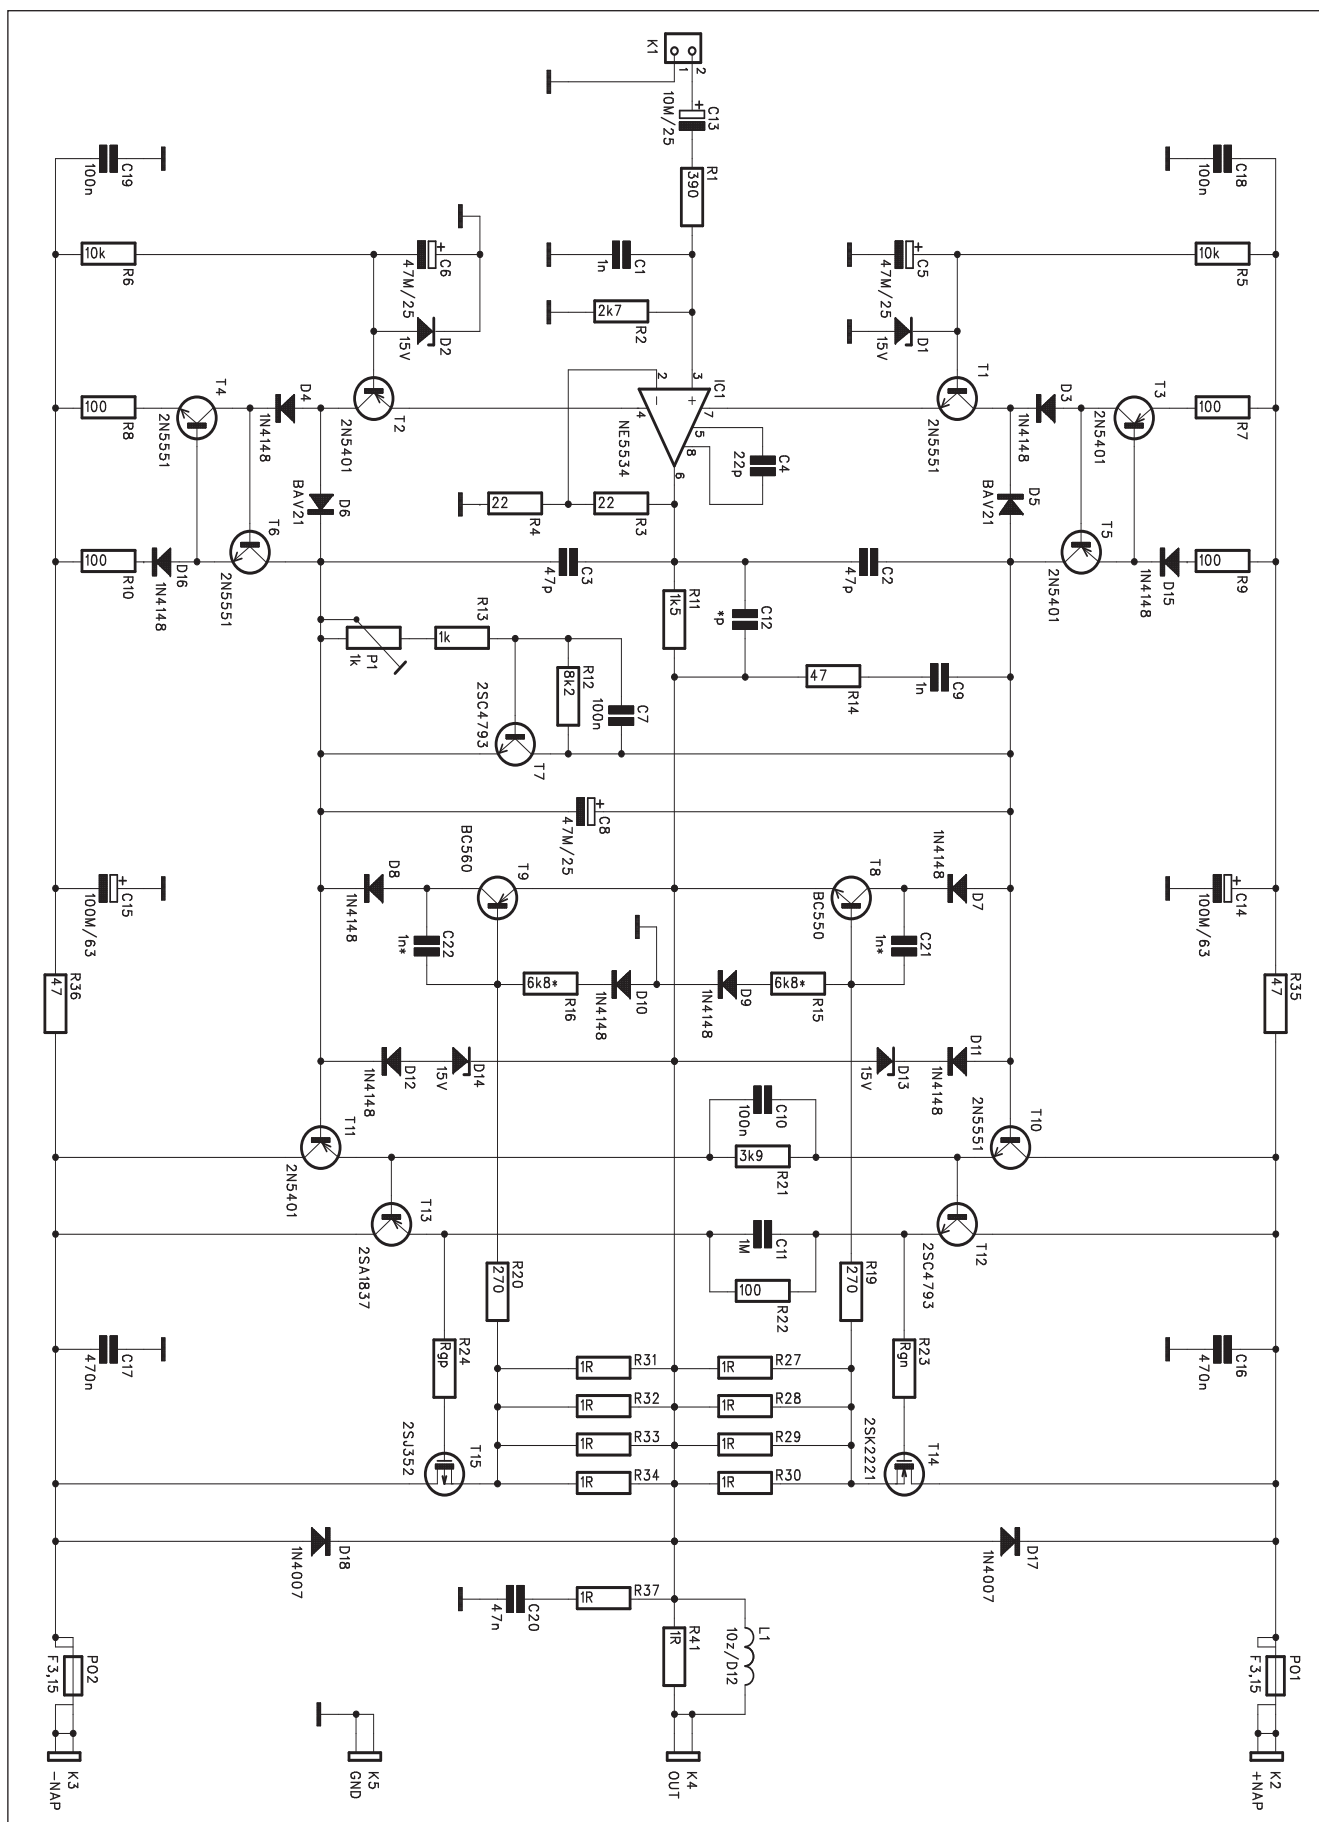 K1
1
2
C13
10M/25
R1
390
C19
100n
C18
100n
10k
R6
C6
47M/25
C1
1n
C5
47M/25
10k
R5
2k7
R2
D2
15V
D1
15V
T4
2N5551
100
R8
D4
1N4148
T2
2N5401
2
3
4
7
5
8
6
IC1
NE5534
C4
22p
T1
2N5551
D3
1N4148
T3
2N5401
100
R7
D6
BAV21
22
R4
22
R3
D5
BAV21
100
R10
D16
1N4148
T6
2N5551
C3
47p
C2
47p
T5
2N5401
D15
1N4148
100
R9
P1
1k
R13
1k
R11
1k5
C12
*p
R12
8k2
C7
100n
47
R14
C9
1n
T7
2SC4793
C8
47M/25
C15
100M/63
D8
1N4148
T9
BC560
T8
BC550
D7
1N4148
C14
100M/63
C22
1n*
C21
1n*
R36
47
6k8*
R16
D10
1N4148
D9
1N4148
6k8*
R15
R35
47
D12
1N4148
D14
15V
D13
15V
D11
1N4148
T11
2N5401
C10
100n
3k9
R21
T10
2N5551
T13
2SA1837
C11
1M
100
R22
T12
2SC4793
R20
270
R19
270
C17
470n
R24
Rgp
R23
Rgn
C16
470n
1R
R31
1R
R27
1R
R32
1R
R28
1R
R33
1R
R29
1R
R34
1R
R30
T15
2SJ352
T14
2SK2221
D18
1N4007
D17
1N4007
C20
47n
1R
R37
R41
1R
L1
10z/D12
PO2
F3,15
PO1
F3,15
K3
-NAP
K5
GND
K4
OUT
K2
+NAP